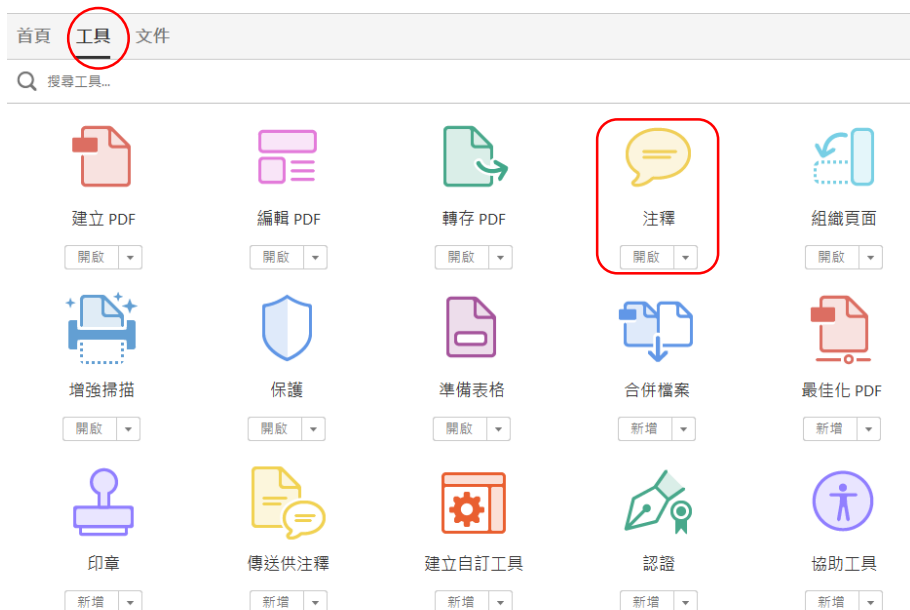 首頁 工具 文件
搜尋工具...
建立 PDF 編輯 PDF 轉存 PDF 注釋 組織頁面
開啟 開啟 開啟 開啟 開啟
增強掃描 保護 準備表格 合併檔案 最佳化 PDF
開啟 開啟 開啟 新增 新增
印章 傳送供注釋 建立自訂工具 認證 協助工具
新增 新增 新增 新增 新增